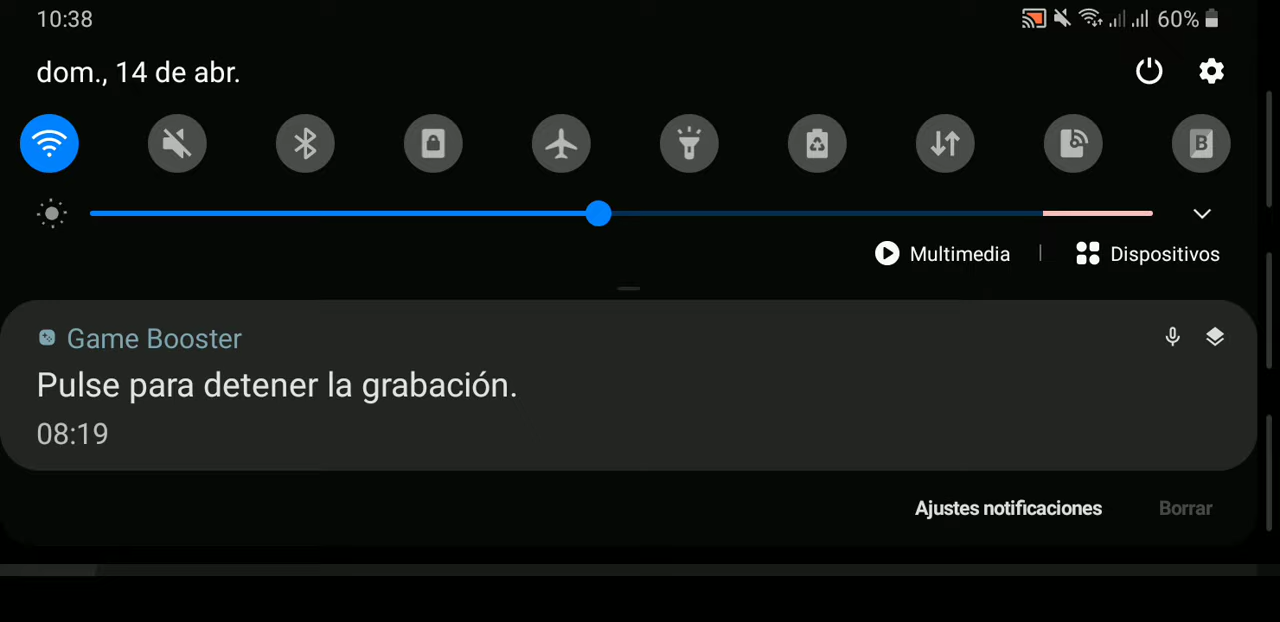 10:38
60%
dom., 14 de abr.
B
Multimedia | Dispositivos
Game Booster
Pulse para detener la grabación.
08:19
Ajustes notificaciones
Borrar